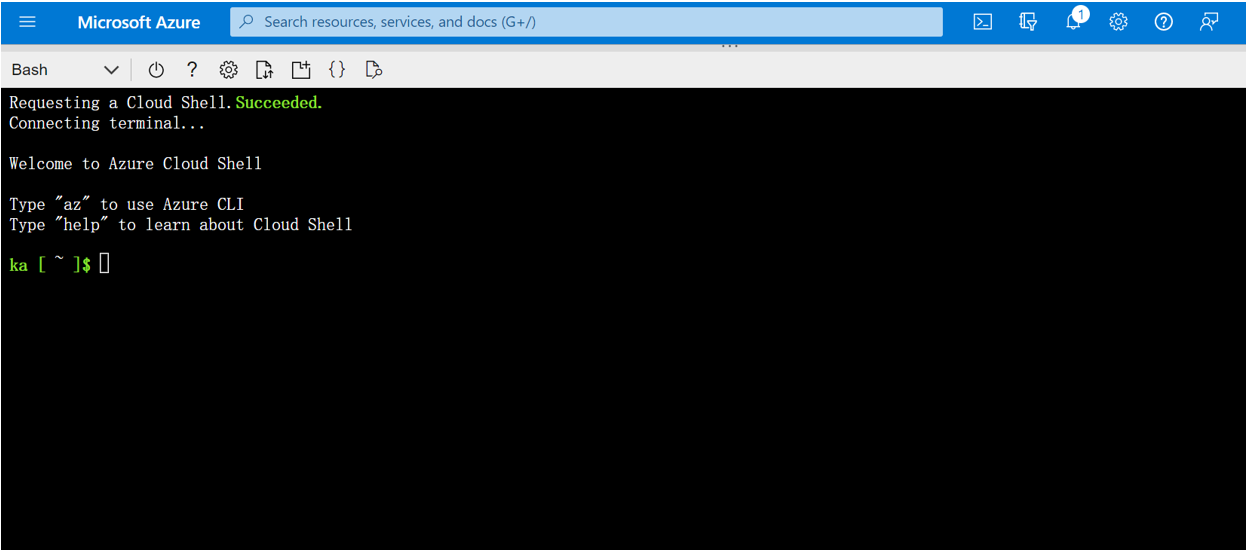 Microsoft Azure
Search resources, services, and docs (G+/)
1
Bash
Requesting a Cloud Shell.Succeeded.
Connecting terminal...
Welcome to Azure Cloud Shell
Type "az" to use Azure CLI
Type "help" to learn about Cloud Shell
ka [ ~ ]$